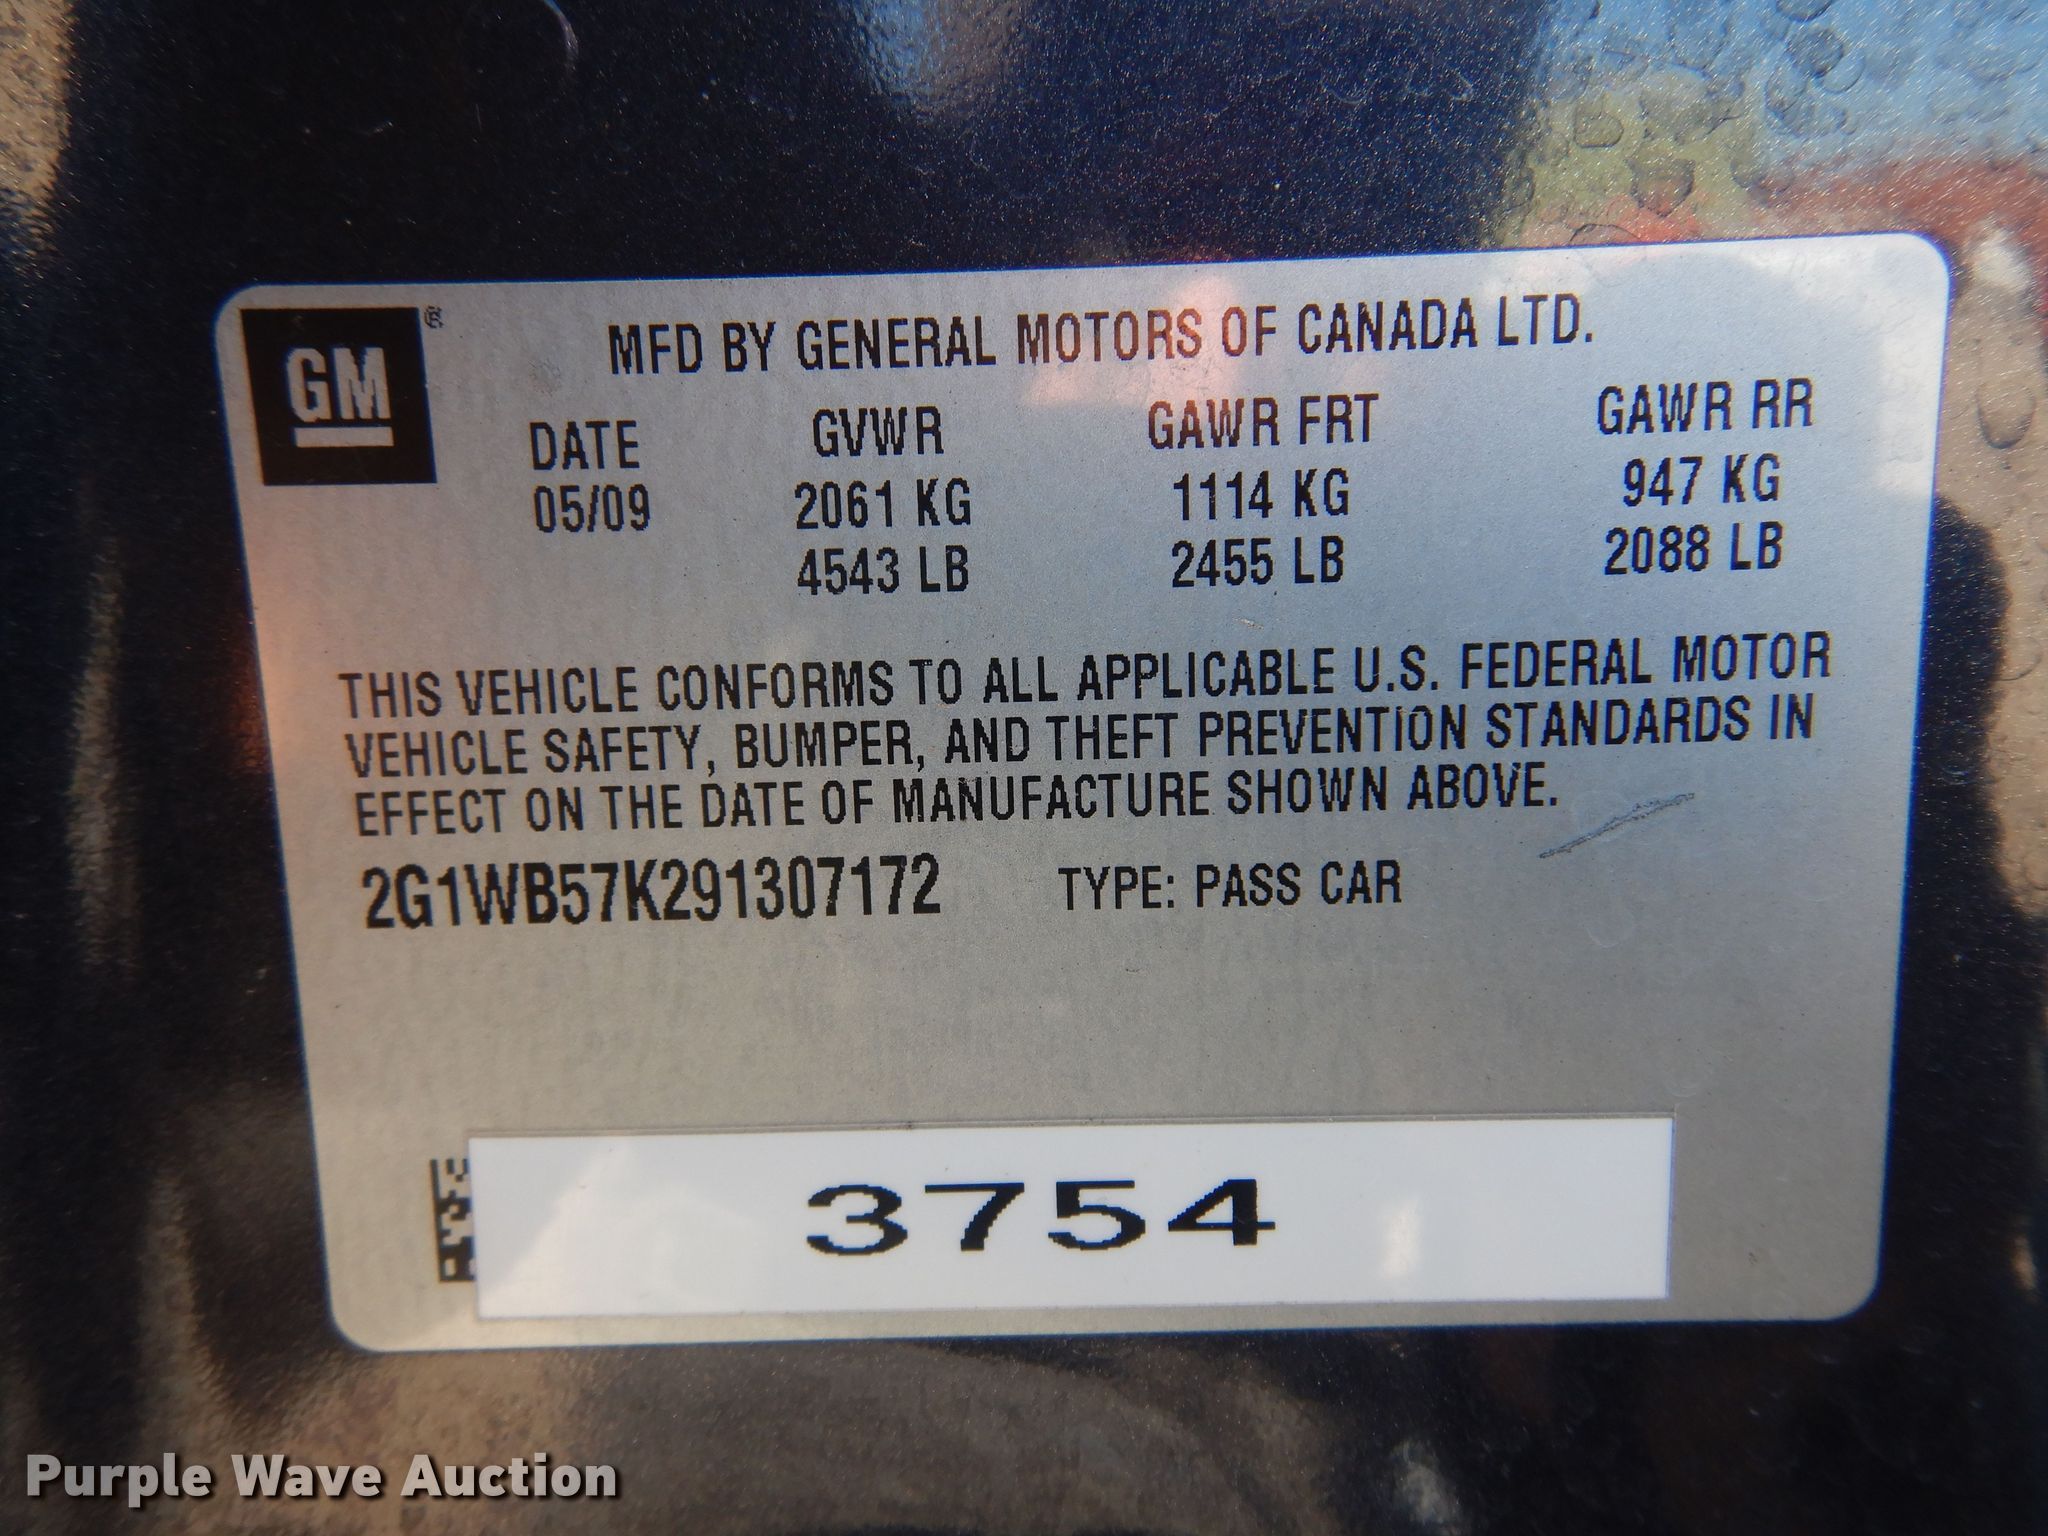 GM ®
MFD BY GENERAL MOTORS OF CANADA LTD.
DATE GVWR GAWR FRT GAWR RR
05/09 2061 KG 1114 KG 947 KG
4543 LB 2455 LB 2088 LB
THIS VEHICLE CONFORMS TO ALL APPLICABLE U.S. FEDERAL MOTOR
VEHICLE SAFETY, BUMPER, AND THEFT PREVENTION STANDARDS IN
EFFECT ON THE DATE OF MANUFACTURE SHOWN ABOVE.
2G1WB57K291307172 TYPE: PASS CAR
3754
Purple Wave Auction